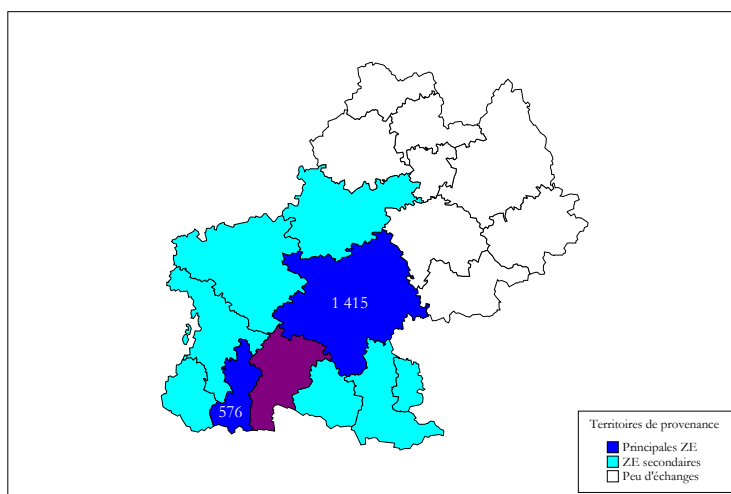 1 415
576
Territoires de provenance
Principales ZE
ZE secondaires
Peu d'échanges